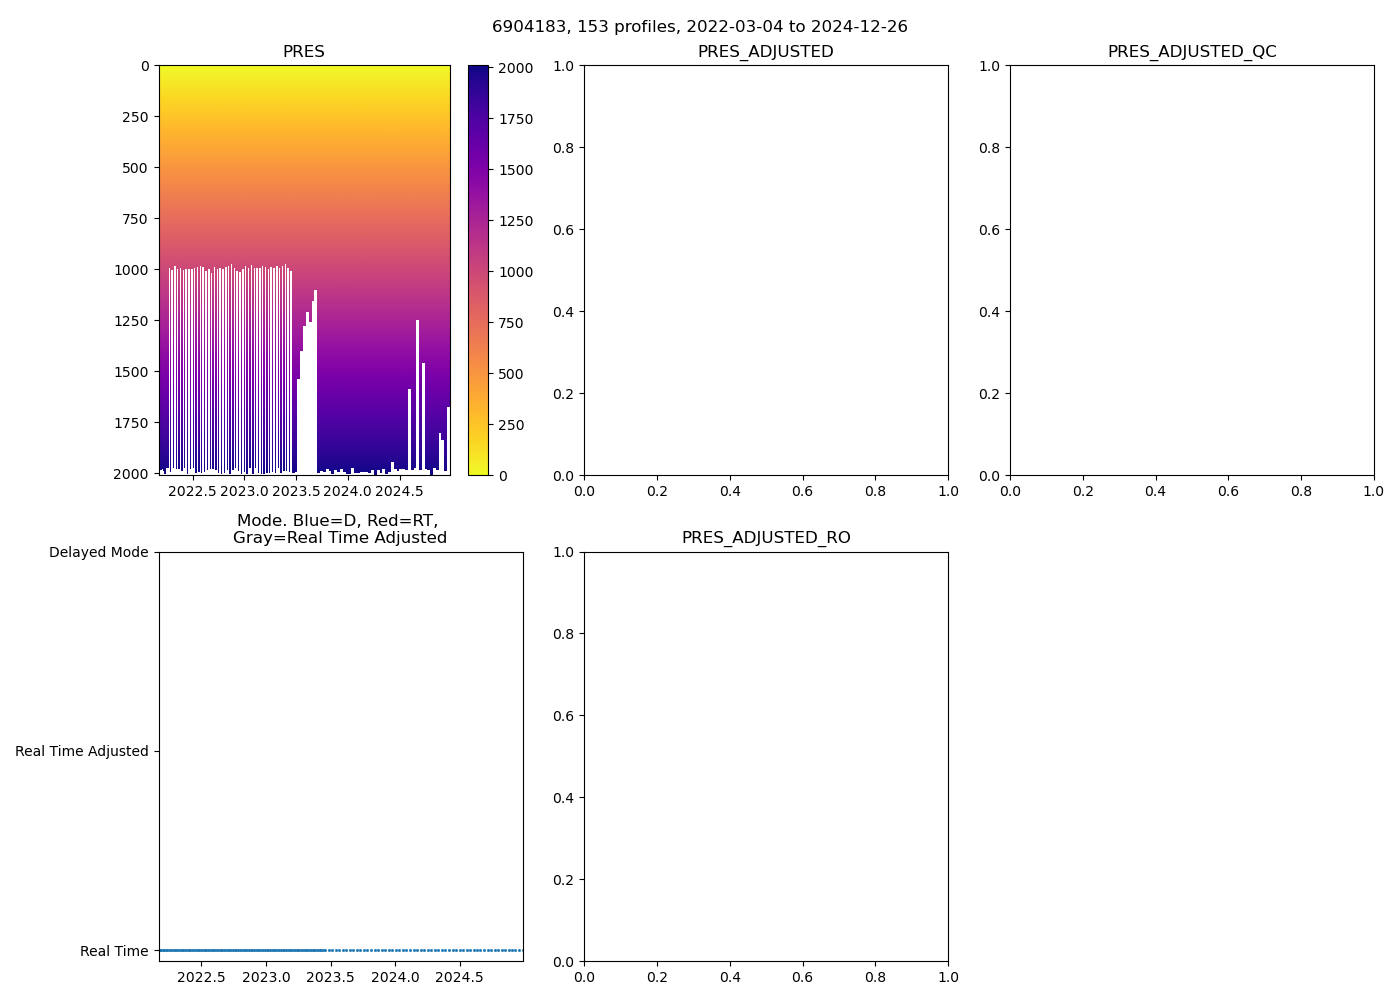 6904183, 153 profiles, 2022-03-04 to 2024-12-26
PRES
0
250
500
750
1000
1250
1500
1750
2000
2022.5 2023.0 2023.5 2024.0 2024.5
2000
1750
1500
1250
1000
750
500
250
0
PRES_ADJUSTED
1.0
0.8
0.6
0.4
0.2
0.0
0.0 0.2 0.4 0.6 0.8 1.0
PRES_ADJUSTED_QC
1.0
0.8
0.6
0.4
0.2
0.0
0.0 0.2 0.4 0.6 0.8 1.0
Mode. Blue=D, Red=RT,
Gray=Real Time Adjusted
Delayed Mode
Real Time Adjusted
Real Time
2022.5 2023.0 2023.5 2024.0 2024.5
PRES_ADJUSTED_RO
1.0
0.8
0.6
0.4
0.2
0.0
0.0 0.2 0.4 0.6 0.8 1.0